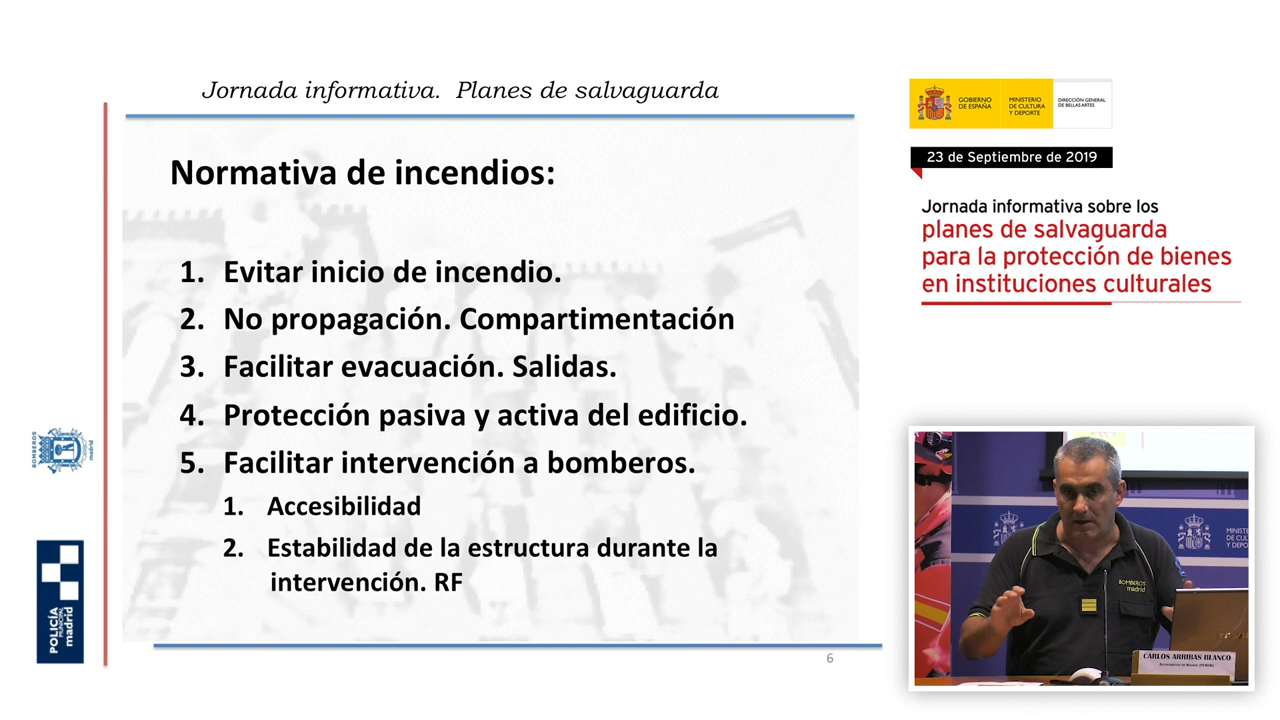 Jornada informativa.  Planes de salvaguarda
Normativa de incendios:
1. Evitar inicio de incendio.
2. No propagación. Compartimentación
3. Facilitar evacuación. Salidas.
4. Protección pasiva y activa del edificio.
5. Facilitar intervención a bomberos.
1. Accesibilidad
2. Estabilidad de la estructura durante la
intervención. RF
6
BOMBEROS
madrid
POLICÍA
MUNICIPAL
madrid
GOBIERNO
DE ESPAÑA
MINISTERIO
DE CULTURA
Y DEPORTE
DIRECCIÓN GENERAL
DE BELLAS ARTES
23 de Septiembre de 2019
Jornada informativa sobre los
planes de salvaguarda
para la protección de bienes
en instituciones culturales
MINISTE
DE CUL
Y DEPO
BOMBEROS
madrid
CARLOS ARRIBAS BLANCO